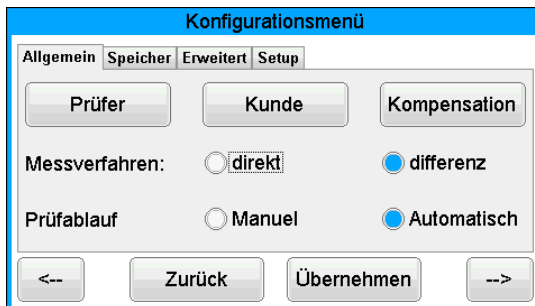 Konfigurationsmenü
Allgemein Speicher Erweitert Setup
Prüfer Kunde Kompensation
Messverfahren: direkt differenz
Prüfablauf Manuel Automatisch
<-- Zurück Übernehmen -->